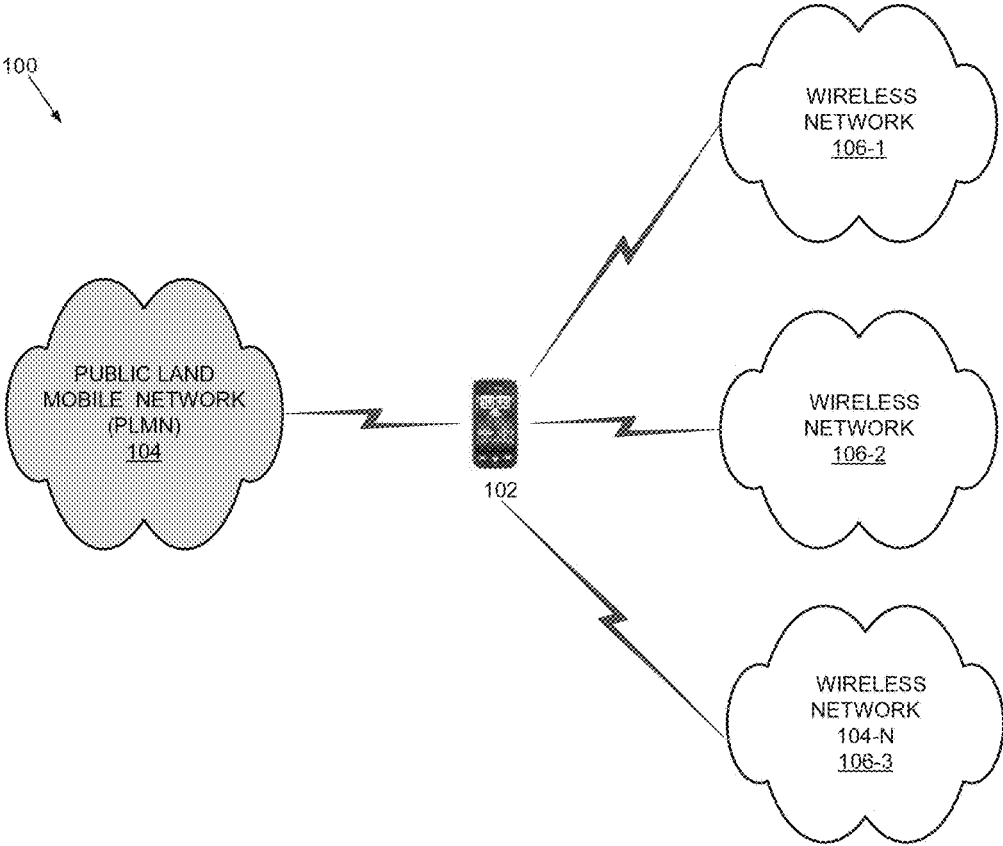 100
WIRELESS
NETWORK
106-1
PUBLIC LAND
MOBILE NETWORK
(PLMN)
104
102
WIRELESS
NETWORK
106-2
WIRELESS
NETWORK
104-N
106-3